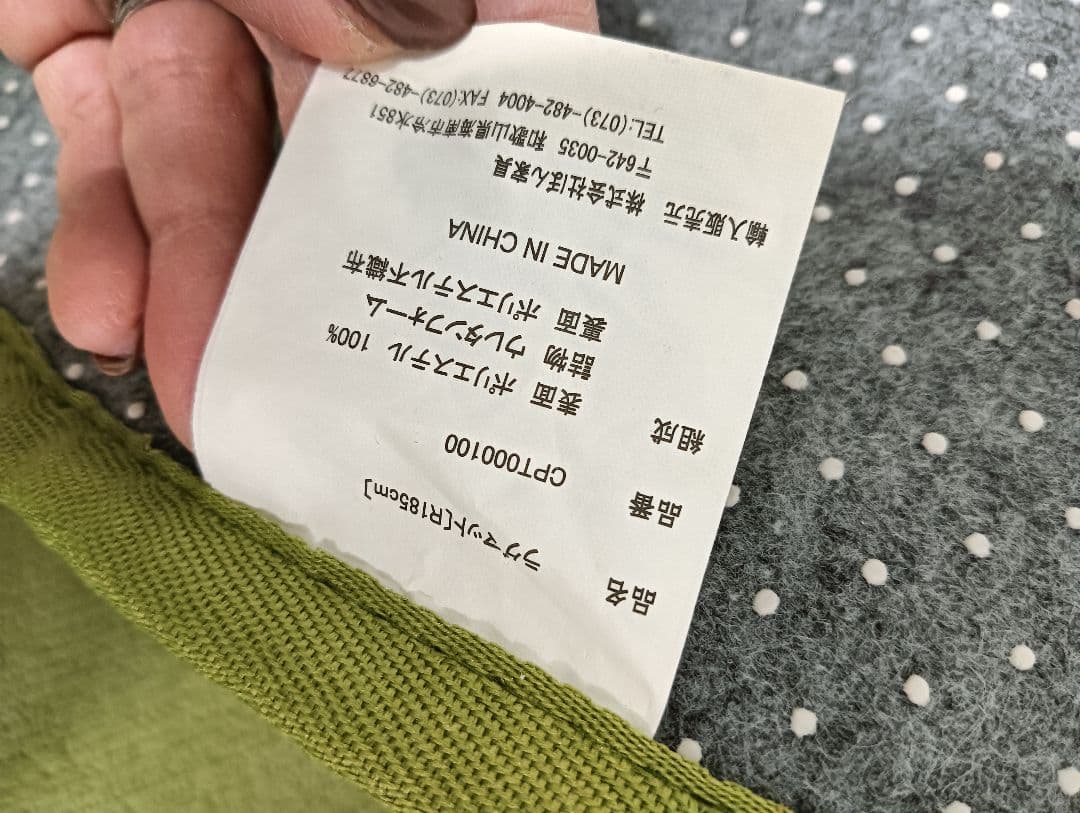 品名 ラグマット[R185cm]
品番 CPT000100
組成 表面 ポリエステル 100%
詰物 ウレタンフォーム
裏面 ポリエステル不織布
MADE IN CHINA
輸入販売元 株式会社ぼん家具
〒642-0035 和歌山県海南市冷水851
TEL:(073)-482-4004 FAX:(073)-482-6877